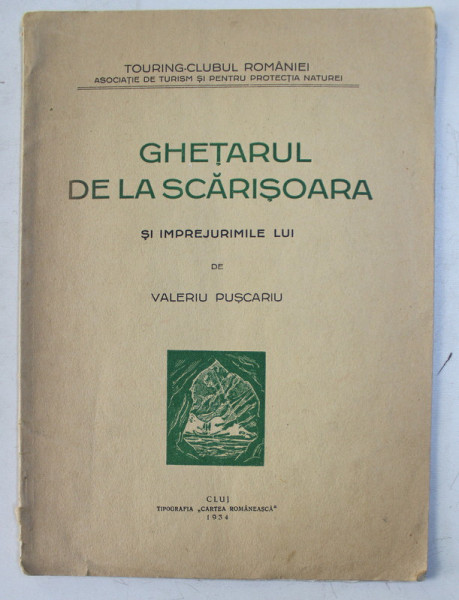 TOURING-CLUBUL ROMÂNIEI
ASOCIAȚIE DE TURISM ȘI PENTRU PROTECȚIA NATUREI
GHEȚARUL
DE LA SCĂRIȘOARA
ȘI IMPREJURIMILE LUI
DE
VALERIU PUȘCARIU
CLUJ
TIPOGRAFIA „CARTEA ROMÂNEASCĂ"
1934